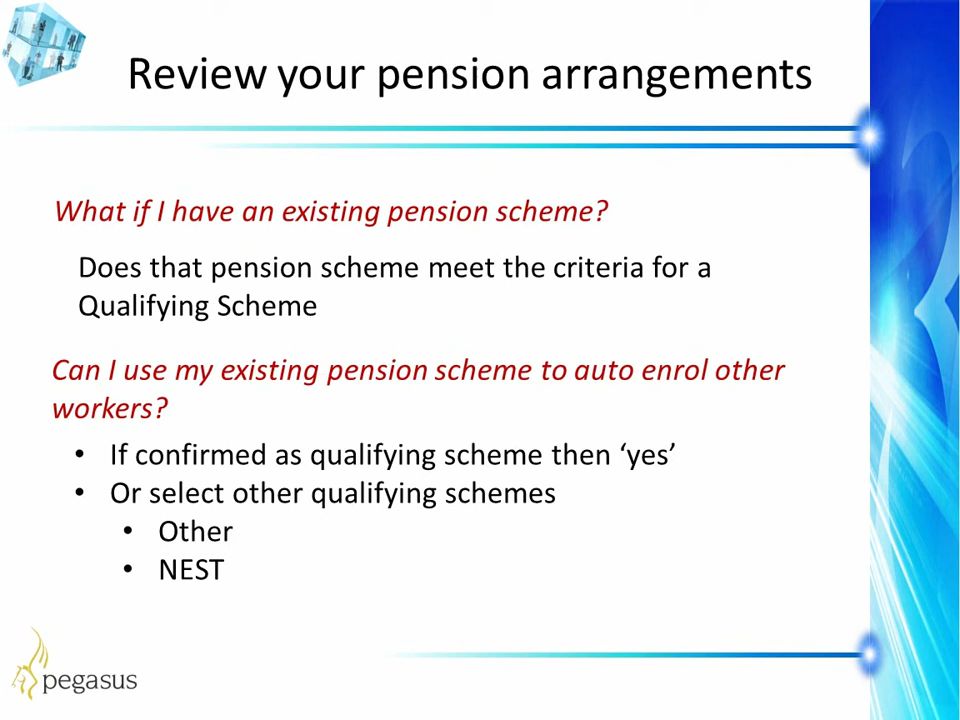 Review your pension arrangements
What if I have an existing pension scheme?
Does that pension scheme meet the criteria for a
Qualifying Scheme
Can I use my existing pension scheme to auto enrol other
workers?
• If confirmed as qualifying scheme then ‘yes’
• Or select other qualifying schemes
• Other
• NEST
pegasus